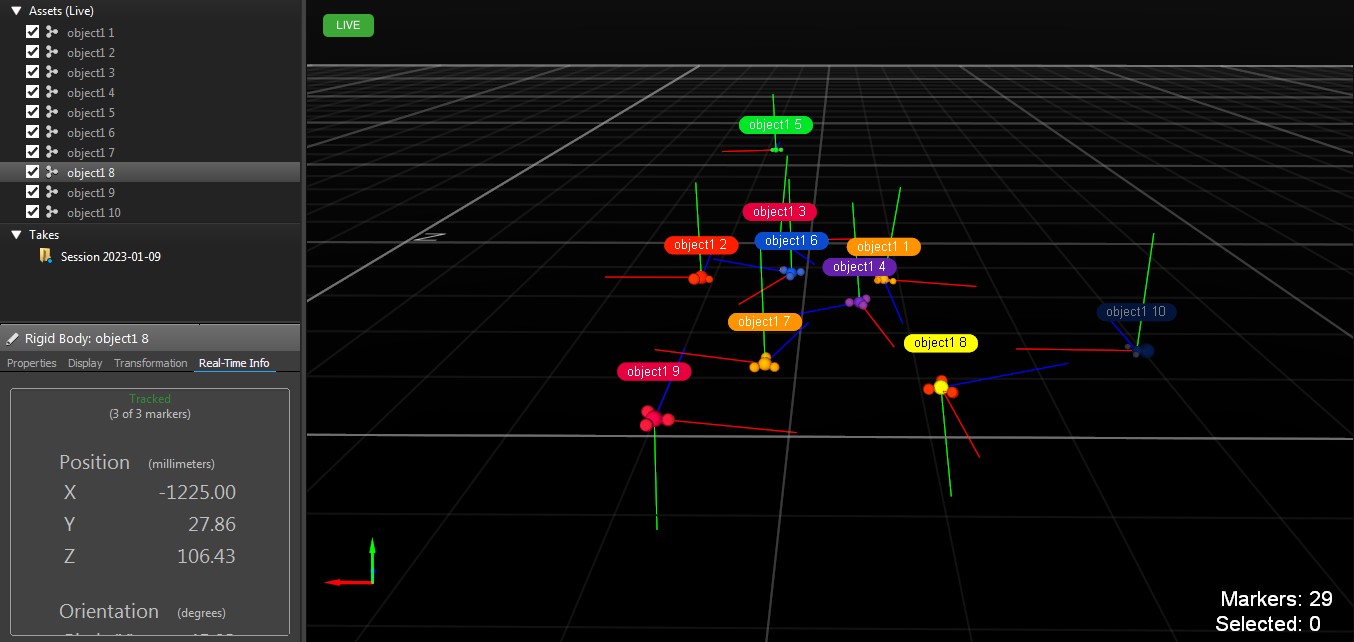 Assets (Live)
object1 1
object1 2
object1 3
object1 4
object1 5
object1 6
object1 7
object1 8
object1 9
object1 10
Takes
Session 2023-01-09
Rigid Body: object1 8
Properties Display Transformation Real-Time Info
Tracked
(3 of 3 markers)
Position (millimeters)
X -1225.00
Y 27.86
Z 106.43
Orientation (degrees)
LIVE
object1 5
object1 3
object1 2
object1 6
object1 1
object1 4
object1 10
object1 7
object1 8
object1 9
Markers: 29
Selected: 0